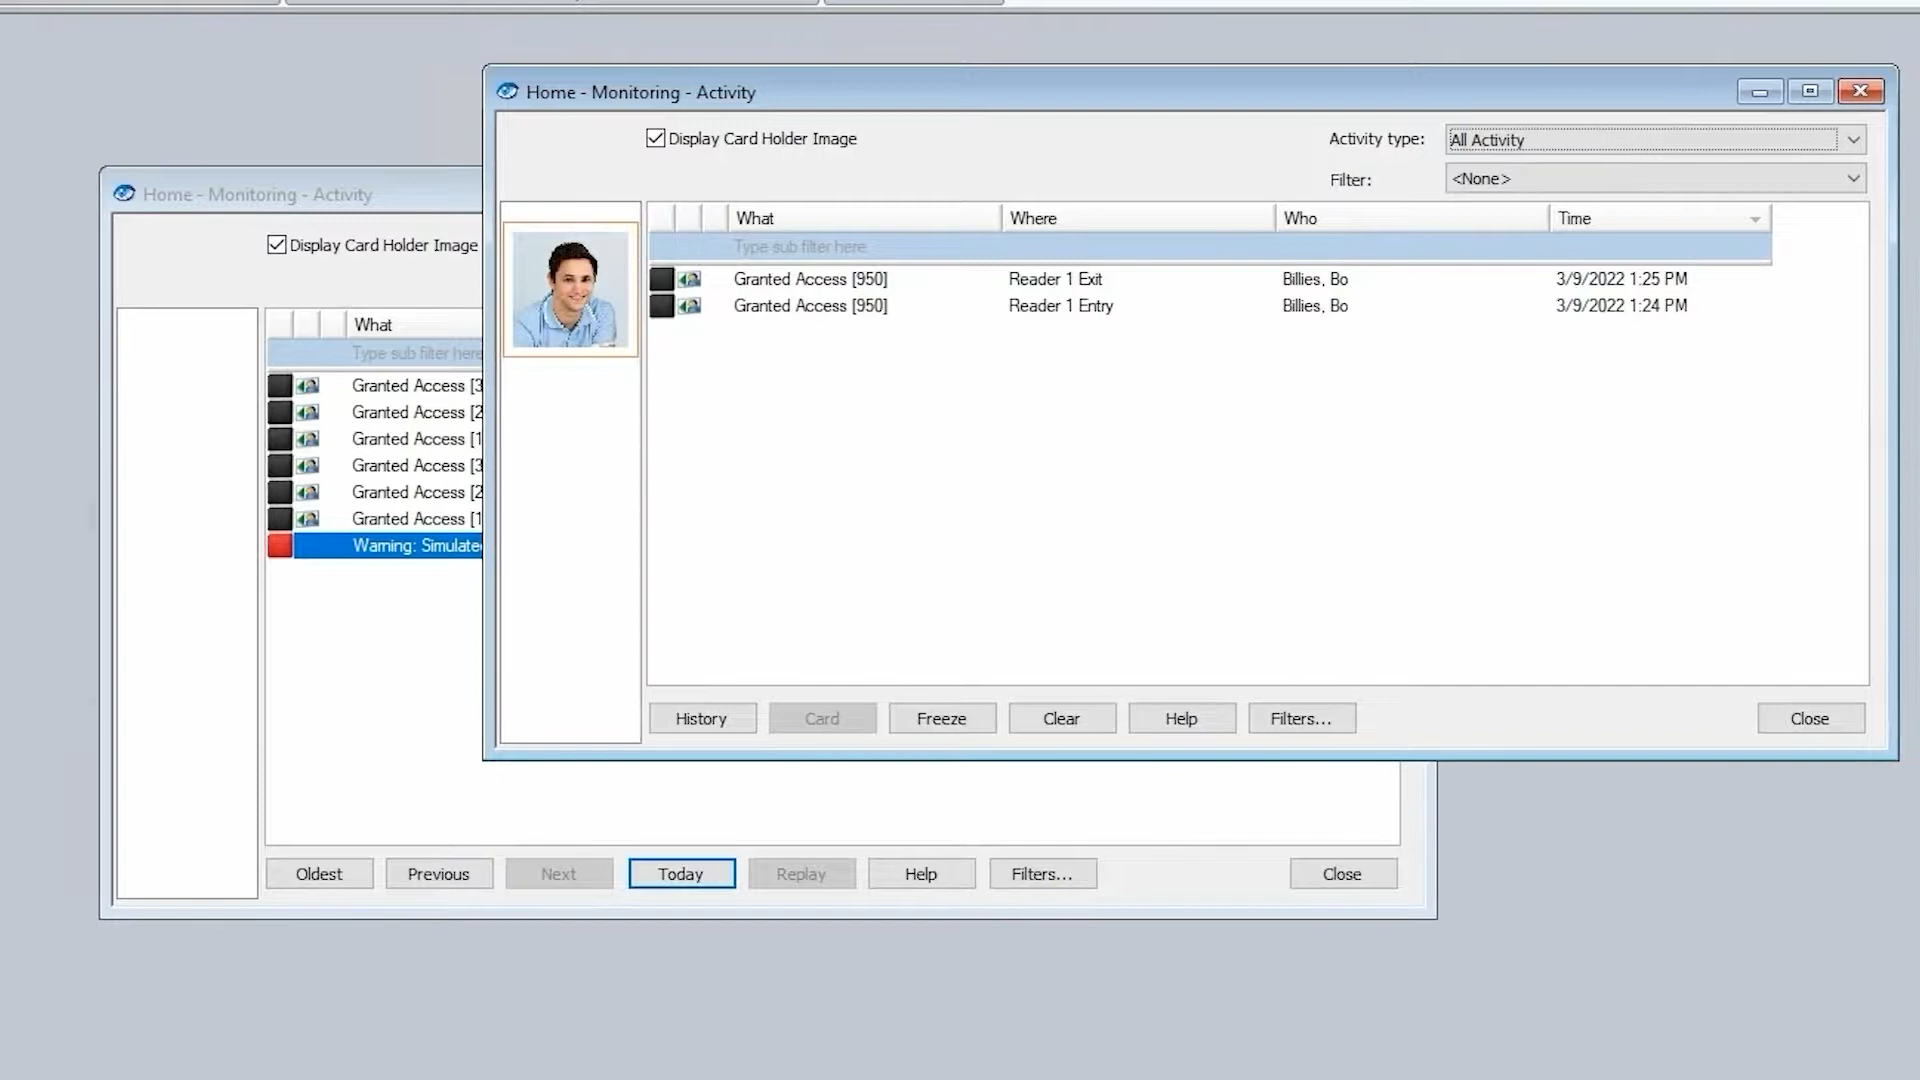 Home - Monitoring - Activity
Display Card Holder Image
Activity type:
All Activity
Filter:
<None>
What Where Who Time
Type sub filter here
Granted Access [950] Reader 1 Exit Billies, Bo 3/9/2022 1:25 PM
Granted Access [950] Reader 1 Entry Billies, Bo 3/9/2022 1:24 PM
History Card Freeze Clear Help Filters... Close
Home - Monitoring - Activity
Display Card Holder Image
What
Type sub filter here
Granted Access [3
Granted Access [2
Granted Access [1
Granted Access [3
Granted Access [2
Granted Access [1
Warning: Simulate
Oldest Previous Next Today Replay Help Filters... Close